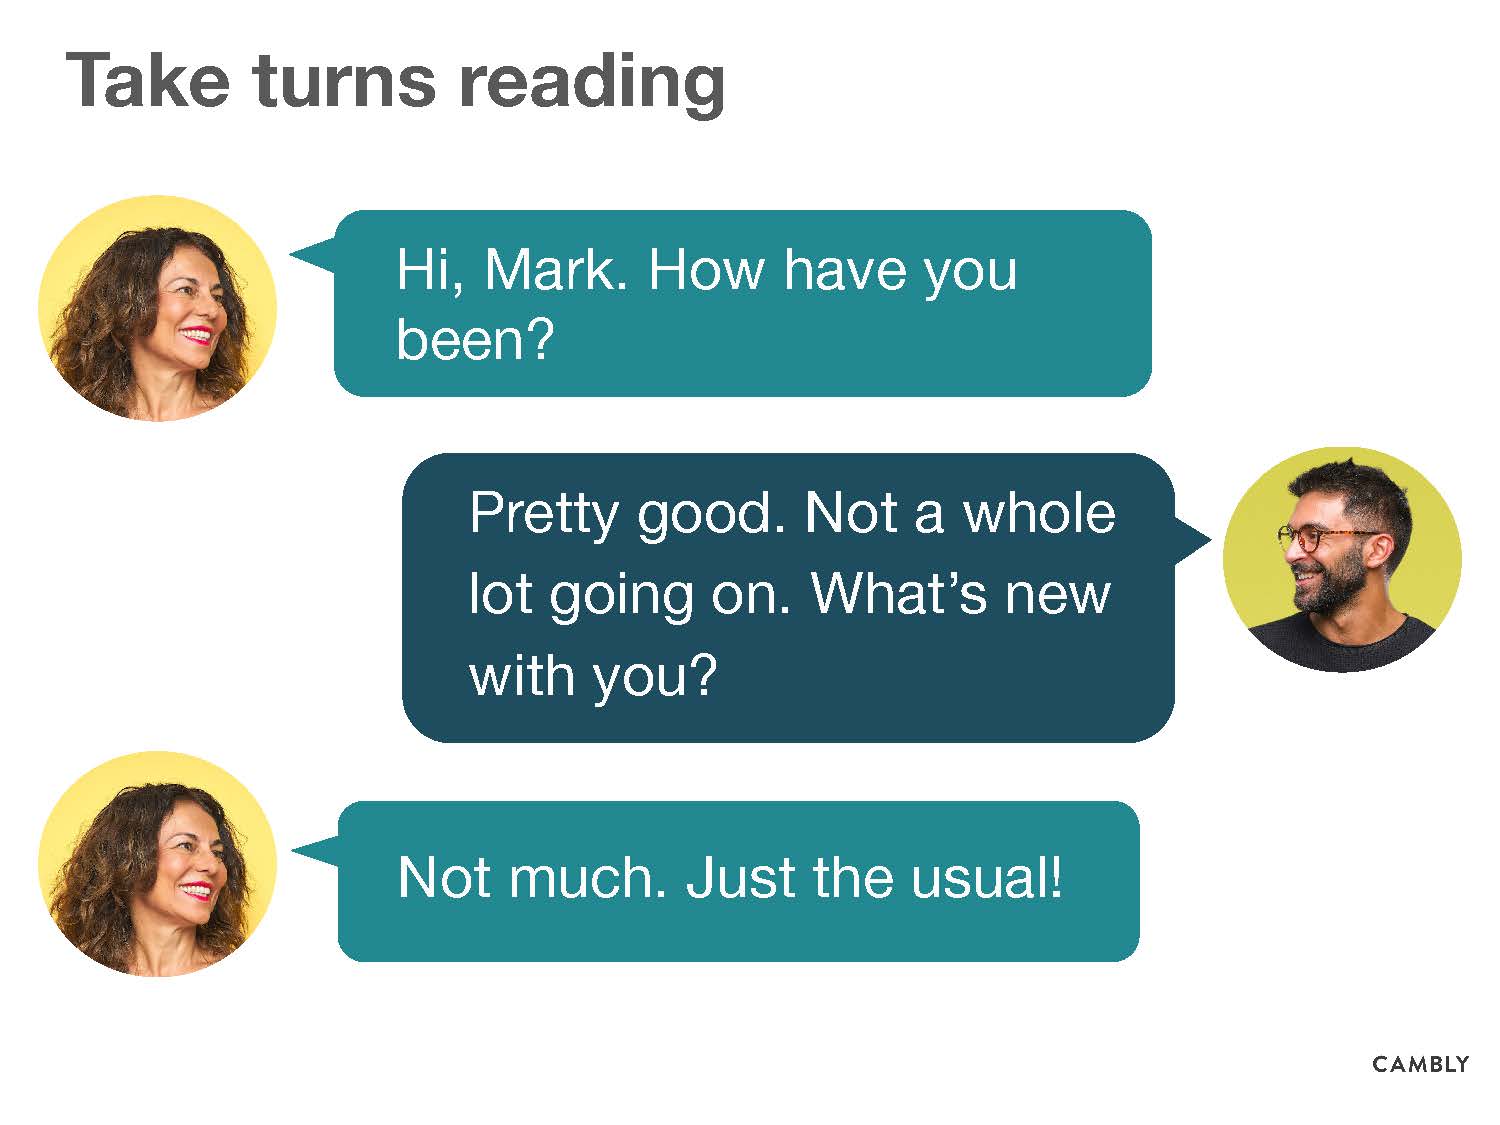 Take turns reading
Hi, Mark. How have you
been?
Pretty good. Not a whole
lot going on. What’s new
with you?
Not much. Just the usual!
CAMBLY